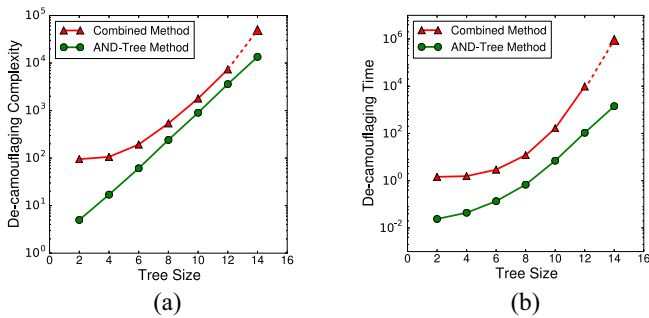 Combined Method
AND-Tree Method
De-camouflaging Complexity
10^5
10^4
10^3
10^2
10^1
10^0
0 2 4 6 8 10 12 14 16
Tree Size
(a)
Combined Method
AND-Tree Method
De-camouflaging Time
10^6
10^4
10^2
10^0
10^-2
0 2 4 6 8 10 12 14 16
Tree Size
(b)